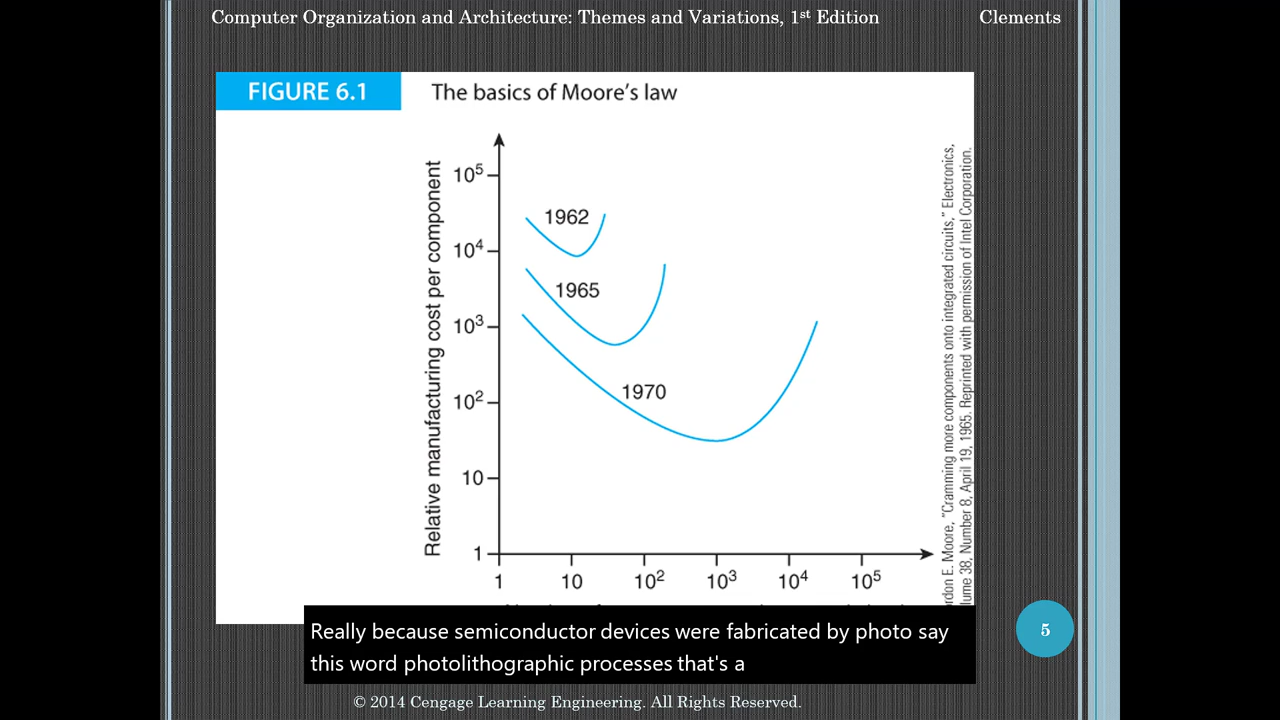 Computer Organization and Architecture: Themes and Variations, 1st Edition Clements
FIGURE 6.1 The basics of Moore's law
Relative manufacturing cost per component
10⁵
10⁴
10³
10²
10
1
1962
1965
1970
1 10 10² 10³ 10⁴ 10⁵
E. Moore, "Cramming more components onto integrated circuits," Electronics,
38, Number 8, April 19, 1965. Reprinted with permission of Intel Corporation.
Really because semiconductor devices were fabricated by photo say
this word photolithographic processes that's a
5
© 2014 Cengage Learning Engineering. All Rights Reserved.